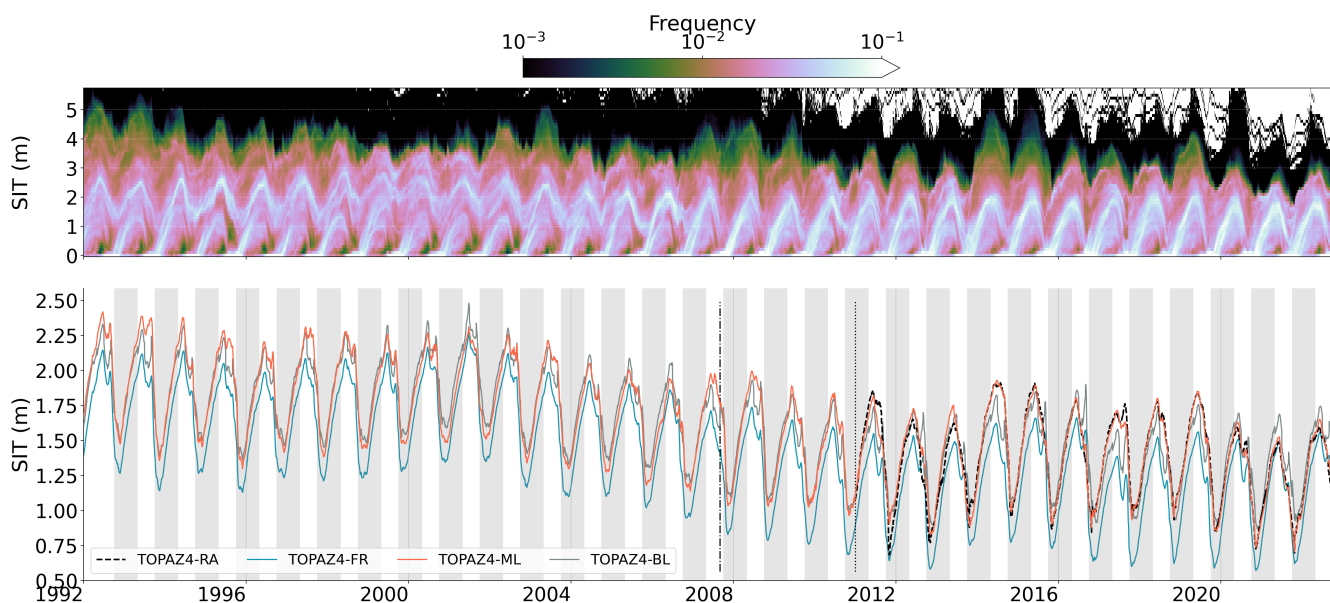 Frequency
10⁻³ 10⁻² 10⁻¹
SIT (m)
5
4
3
2
1
0
SIT (m)
2.50
2.25
2.00
1.75
1.50
1.25
1.00
0.75
0.50
TOPAZ4-RA TOPAZ4-FR TOPAZ4-ML TOPAZ4-BL
1992 1996 2000 2004 2008 2012 2016 2020